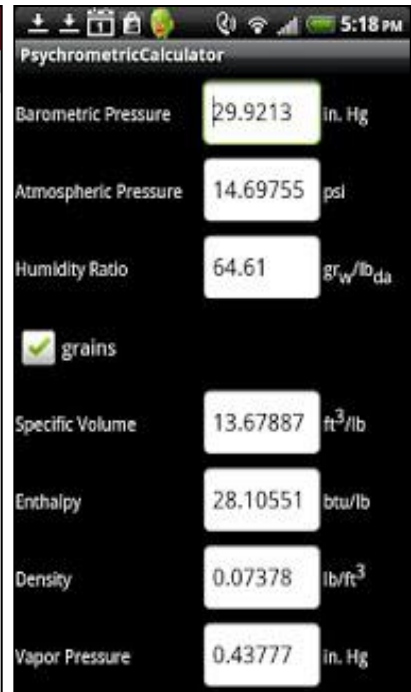 5:18 PM
PsychrometricCalculator
Barometric Pressure 29.9213 in. Hg
Atmospheric Pressure 14.69755 psi
Humidity Ratio 64.61 gr_w/lb_da
grains
Specific Volume 13.67887 ft³/lb
Enthalpy 28.10551 btu/lb
Density 0.07378 lb/ft³
Vapor Pressure 0.43777 in. Hg